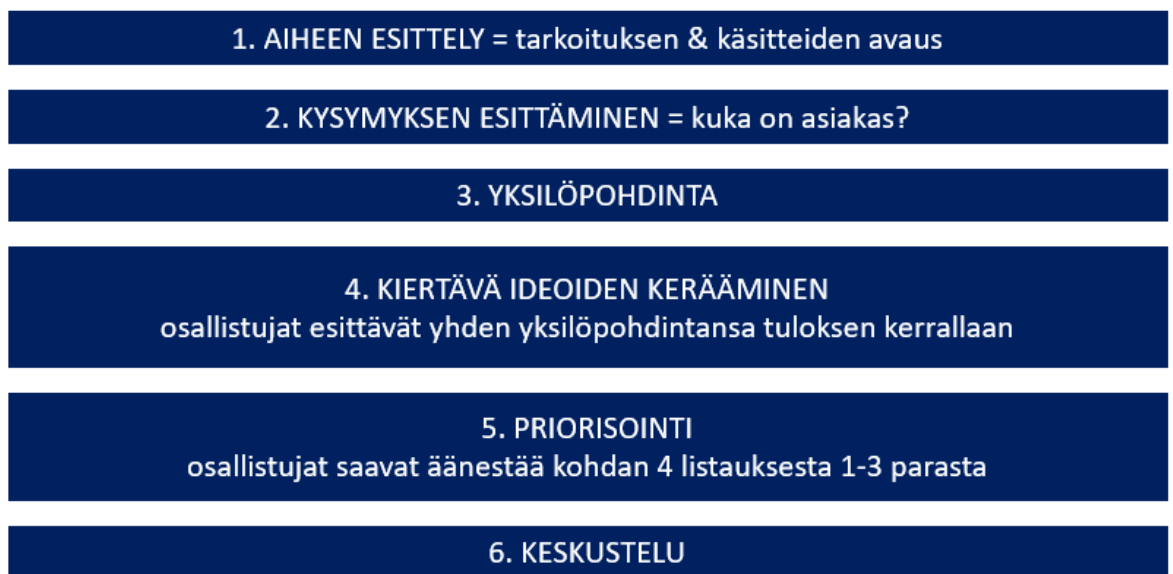 1. AIHEEN ESITTELY = tarkoituksen & käsitteiden avaus
2. KYSYMYKSEN ESITTÄMINEN = kuka on asiakas?
3. YKSILÖPOHDINTA
4. KIERTÄVÄ IDEOIDEN KERÄÄMINEN
osallistujat esittävät yhden yksilöpohdintansa tuloksen kerrallaan
5. PRIORISOINTI
osallistujat saavat äänestää kohdan 4 listauksesta 1-3 parasta
6. KESKUSTELU